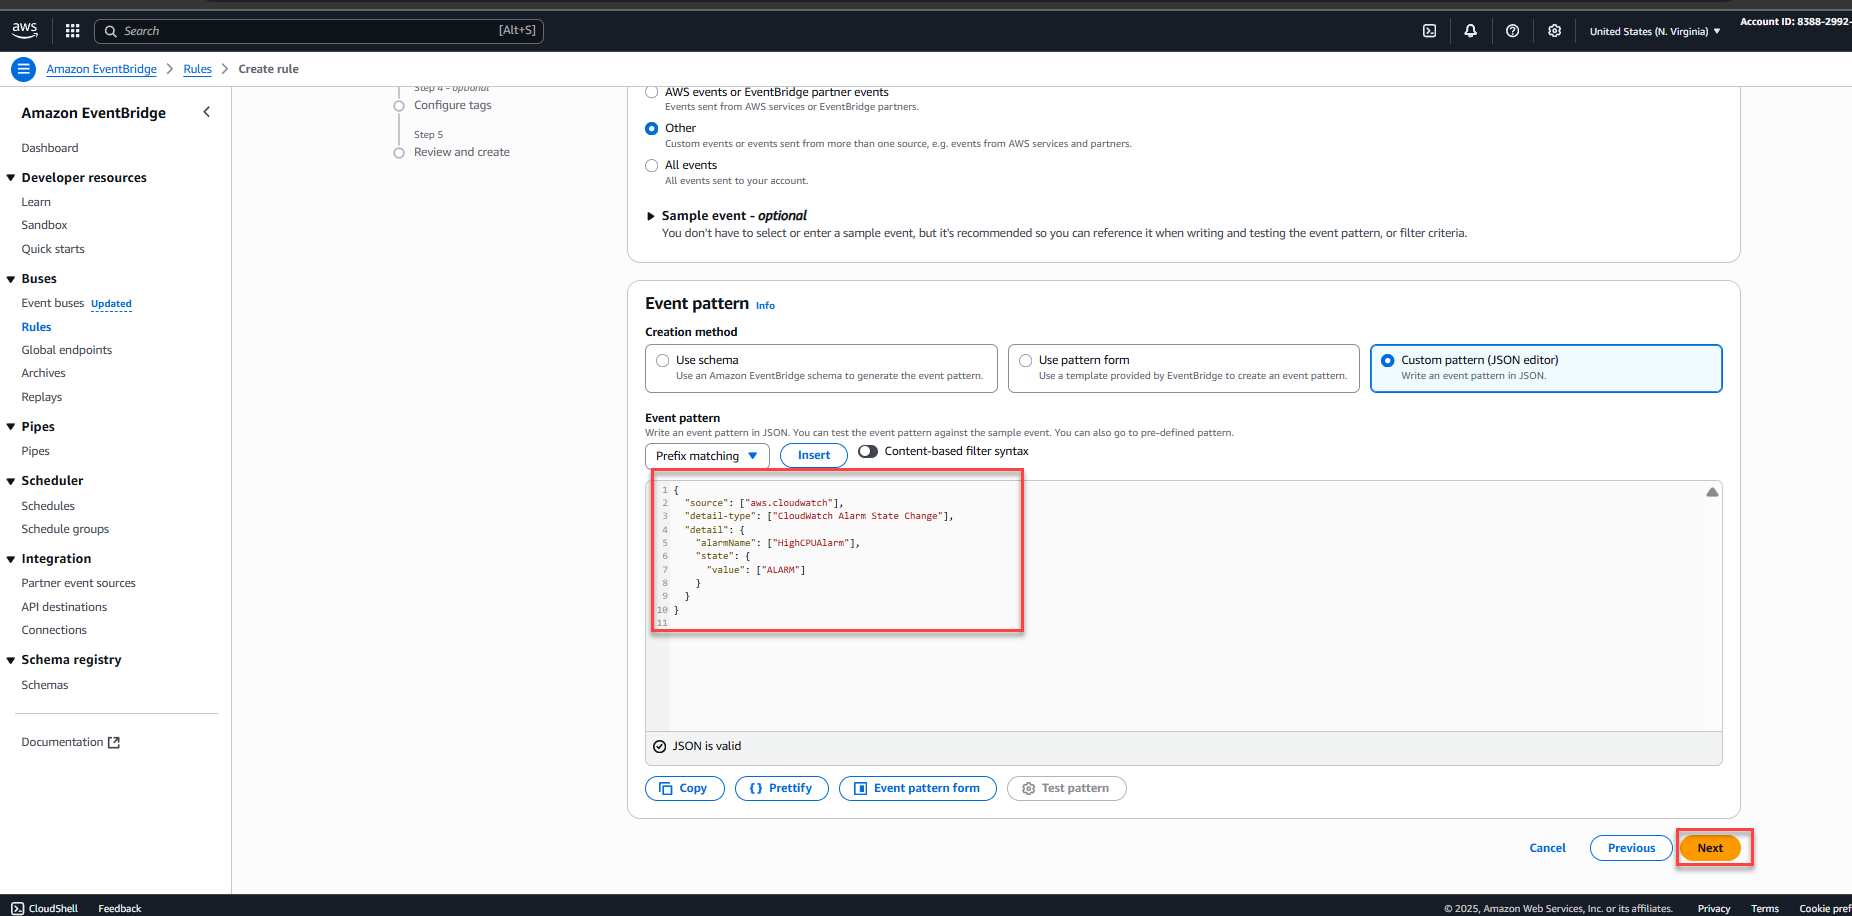 aws
Search
[Alt+S]
United States (N. Virginia)
Account ID: 8388-2992-
Amazon EventBridge
Rules
Create rule
Amazon EventBridge
Dashboard
Developer resources
Learn
Sandbox
Quick starts
Buses
Event buses Updated
Rules
Global endpoints
Archives
Replays
Pipes
Pipes
Scheduler
Schedules
Schedule groups
Integration
Partner event sources
API destinations
Connections
Schema registry
Schemas
Documentation
Step 4 - optional
Configure tags
Step 5
Review and create
AWS events or EventBridge partner events
Events sent from AWS services or EventBridge partners.
Other
Custom events or events sent from more than one source, e.g. events from AWS services and partners.
All events
All events sent to your account.
Sample event - optional
You don't have to select or enter a sample event, but it's recommended so you can reference it when writing and testing the event pattern, or filter criteria.
Event pattern Info
Creation method
Use schema
Use an Amazon EventBridge schema to generate the event pattern.
Use pattern form
Use a template provided by EventBridge to create an event pattern.
Custom pattern (JSON editor)
Write an event pattern in JSON.
Event pattern
Write an event pattern in JSON. You can test the event pattern against the sample event. You can also go to pre-defined pattern.
Prefix matching
Insert
Content-based filter syntax
1 {
2 "source": ["aws.cloudwatch"],
3 "detail-type": ["CloudWatch Alarm State Change"],
4 "detail": {
5 "alarmName": ["HighCPUAlarm"],
6 "state": {
7 "value": ["ALARM"]
8 }
9 }
10 }
11
JSON is valid
Copy
{} Prettify
Event pattern form
Test pattern
Cancel
Previous
Next
CloudShell
Feedback
© 2025, Amazon Web Services, Inc. or its affiliates.
Privacy
Terms
Cookie pref